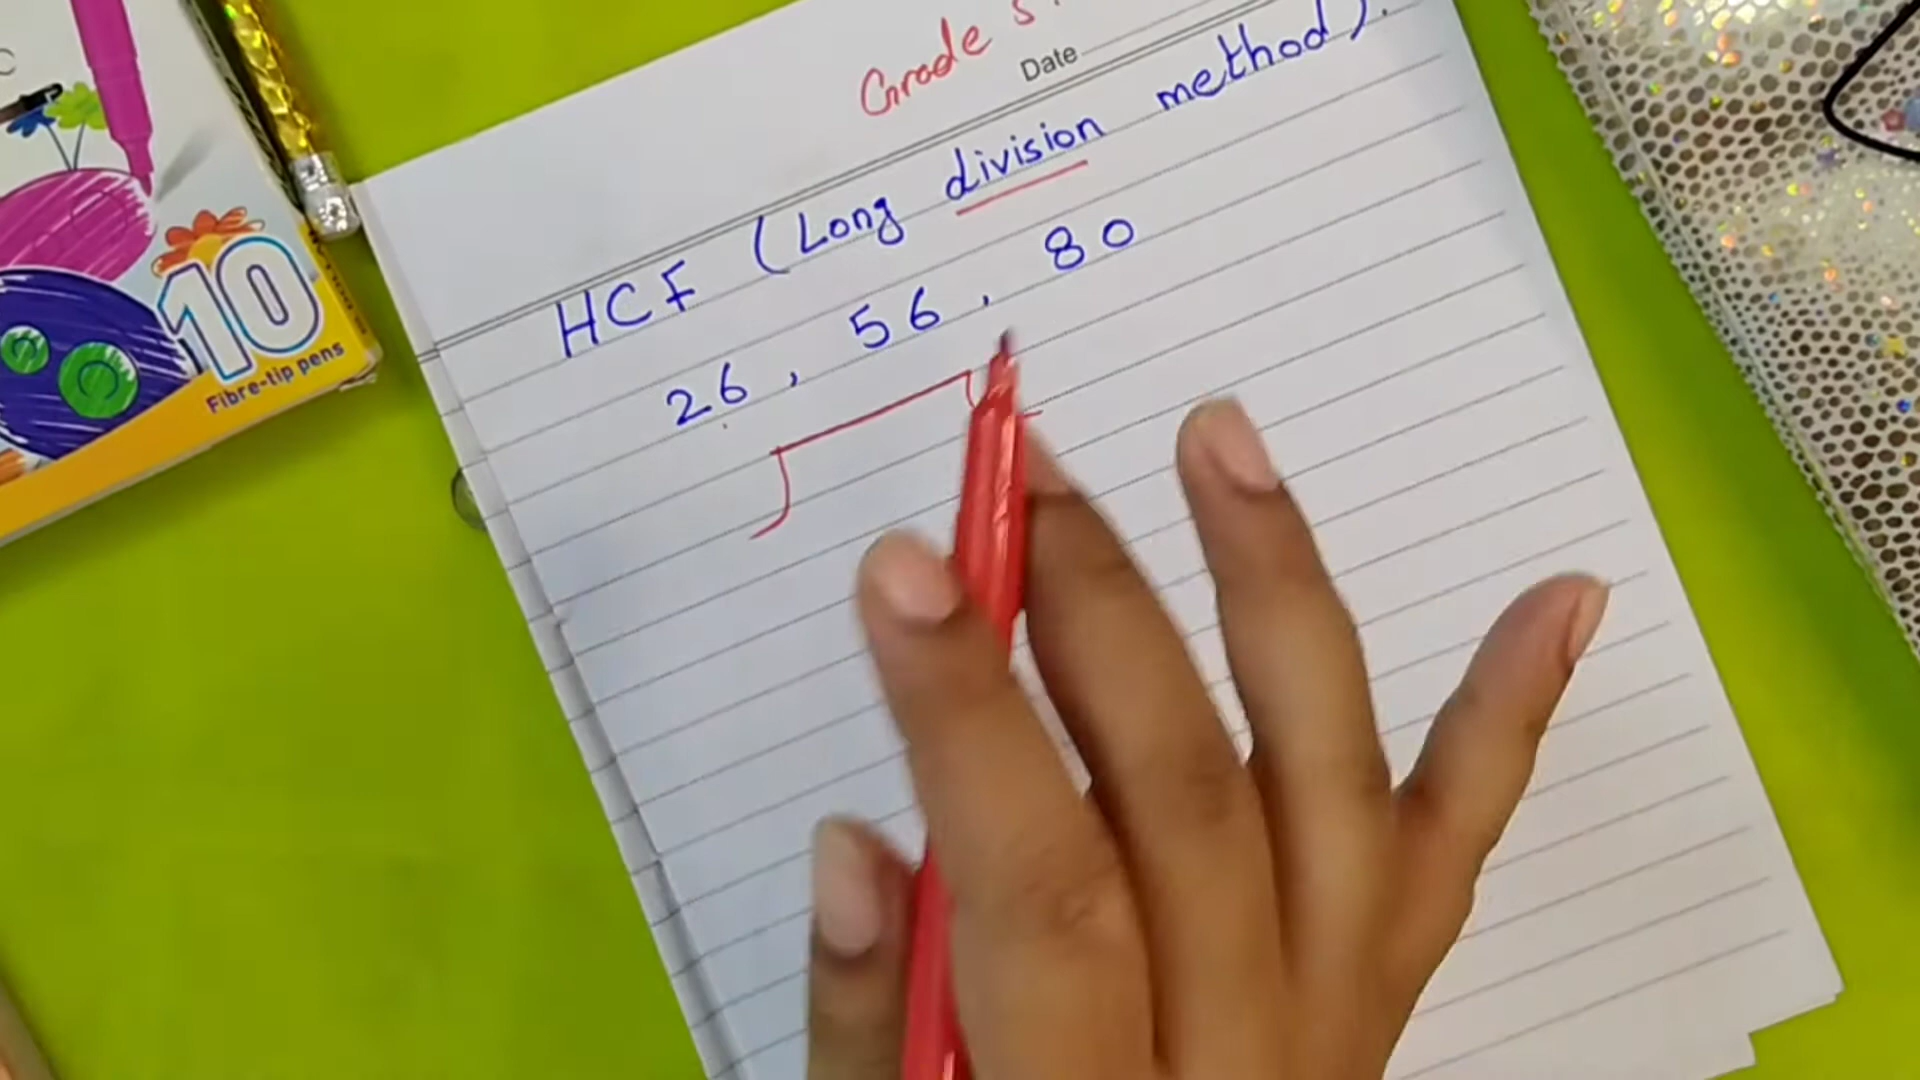 Grade 5
Date
HCF (Long division method).
26, 56, 80
10
Fibre-tip pens